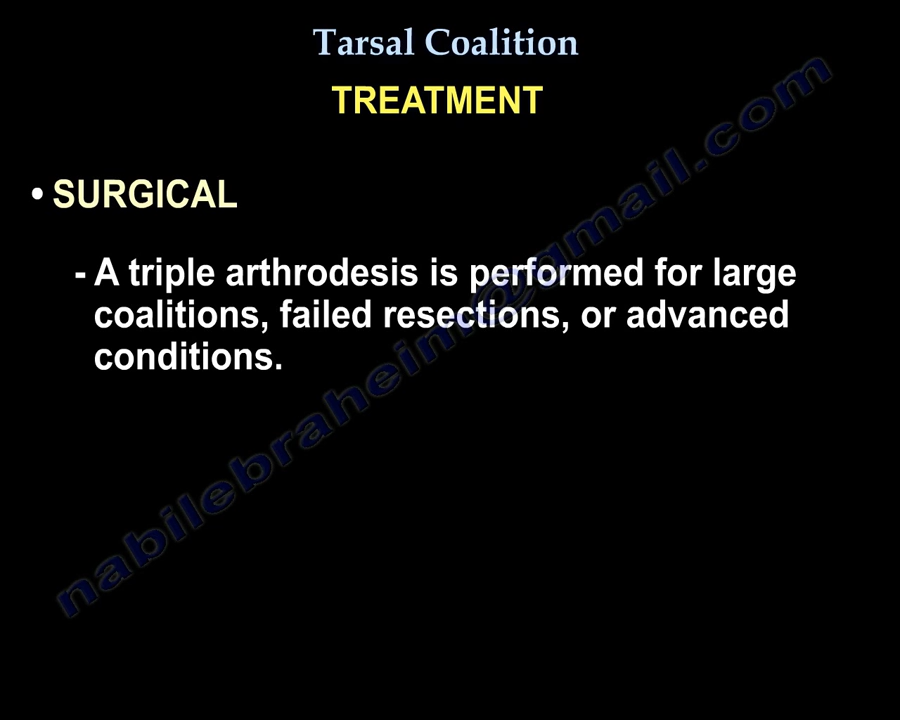 Tarsal Coalition
TREATMENT
• SURGICAL
- A triple arthrodesis is performed for large
coalitions, failed resections, or advanced
conditions.
nabilebraheim@gmail.com